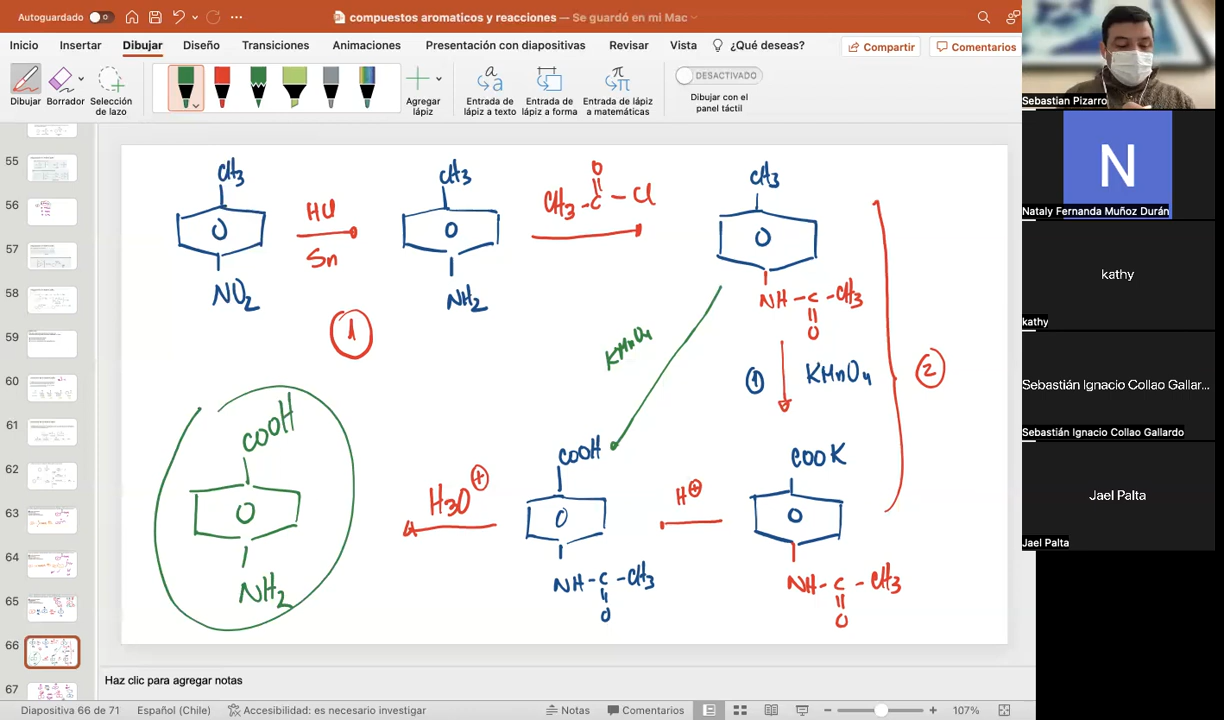 Autoguardado
compuestos aromaticos y reacciones — Se guardó en mi Mac
Inicio
Insertar
Dibujar
Diseño
Transiciones
Animaciones
Presentación con diapositivas
Revisar
Vista
¿Qué deseas?
Compartir
Comentarios
Dibujar
Borrador
Selección de lazo
Agregar lápiz
Entrada de lápiz a texto
Entrada de lápiz a forma
Entrada de lápiz a matemáticas
DESACTIVADO
Dibujar con el panel táctil
55
56
57
58
59
60
61
62
63
64
65
66
67
CH3
NO2
HCl
Sn
1
CH3
NH2
CH3-C-Cl
O
CH3
NH-C-CH3
O
1 KMnO4
2
KMnO4
COOK
NH-C-CH3
O
H+
COOH
NH-C-CH3
O
H3O+
COOH
NH2
Haz clic para agregar notas
Diapositiva 66 de 71
Español (Chile)
Accesibilidad: es necesario investigar
Notas
Comentarios
107%
Sebastian Pizarro
N
Nataly Fernanda Muñoz Durán
kathy
kathy
Sebastián Ignacio Collao Gallar...
Sebastián Ignacio Collao Gallardo
Jael Palta
Jael Palta